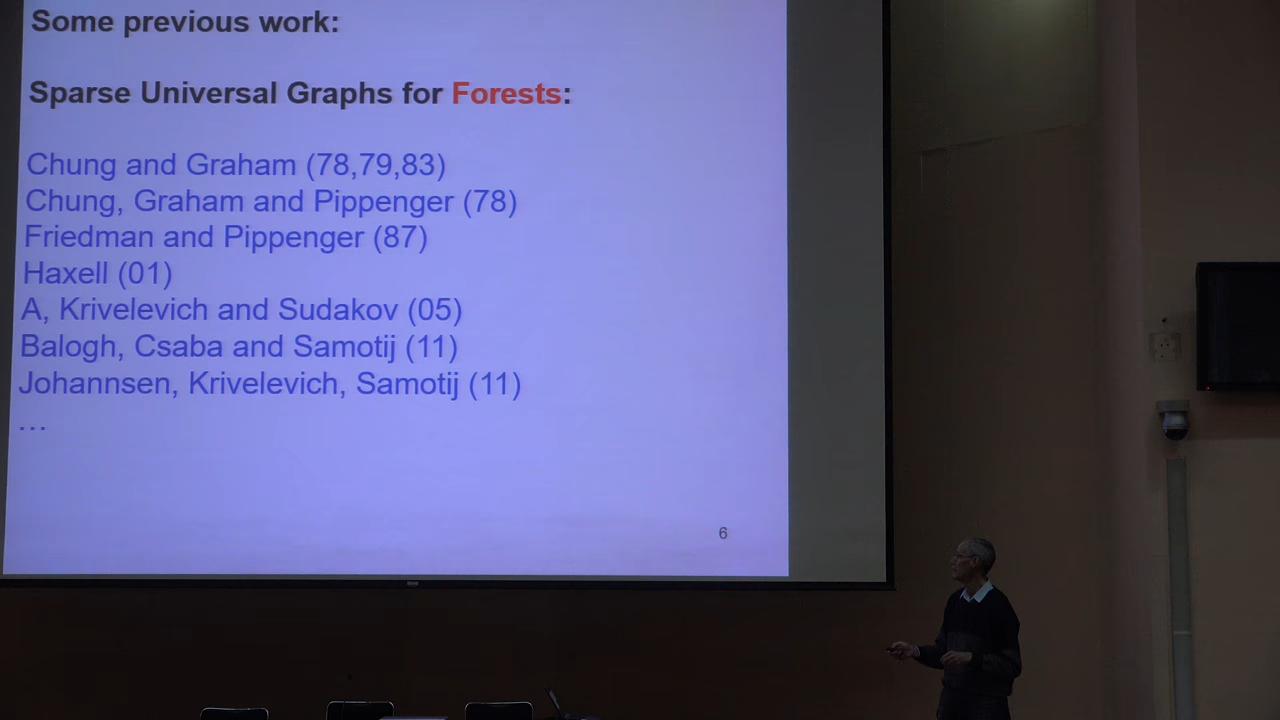 Some previous work:
Sparse Universal Graphs for Forests:
Chung and Graham (78,79,83)
Chung, Graham and Pippenger (78)
Friedman and Pippenger (87)
Haxell (01)
A, Krivelevich and Sudakov (05)
Balogh, Csaba and Samotij (11)
Johannsen, Krivelevich, Samotij (11)
...
6